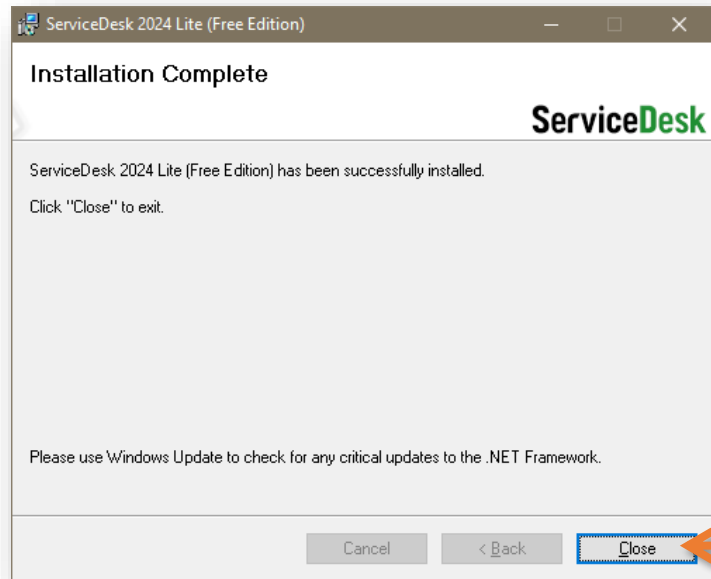 ServiceDesk 2024 Lite (Free Edition)
Installation Complete
ServiceDesk
ServiceDesk 2024 Lite (Free Edition) has been successfully installed.
Click "Close" to exit.
Please use Windows Update to check for any critical updates to the .NET Framework.
Cancel
< Back
Close